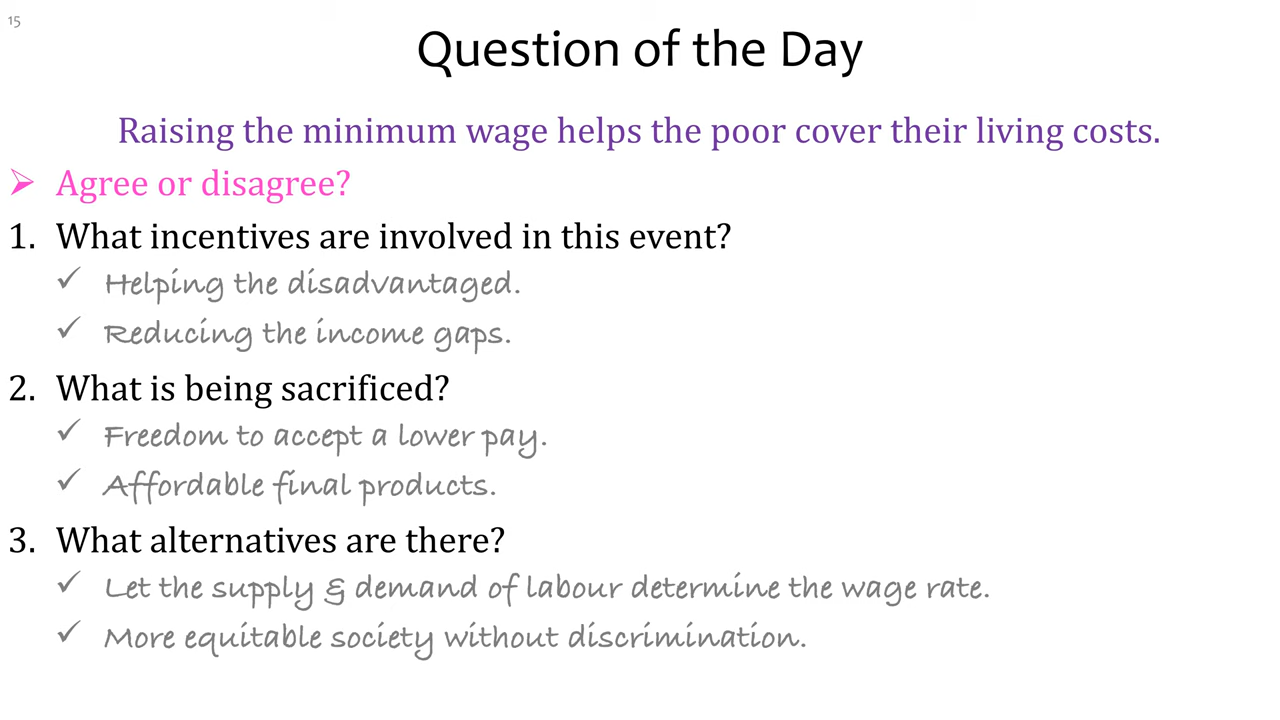 15
Question of the Day
Raising the minimum wage helps the poor cover their living costs.
➢ Agree or disagree?
1. What incentives are involved in this event?
✓ Helping the disadvantaged.
✓ Reducing the income gaps.
2. What is being sacrificed?
✓ Freedom to accept a lower pay.
✓ Affordable final products.
3. What alternatives are there?
✓ Let the supply & demand of labour determine the wage rate.
✓ More equitable society without discrimination.